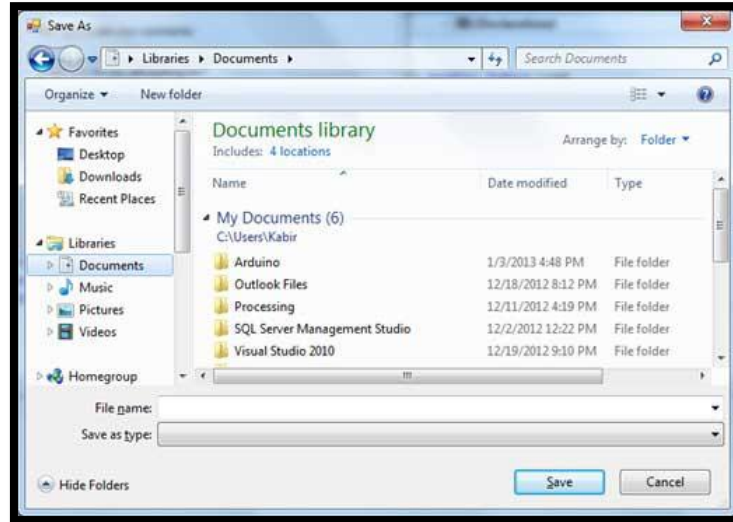 Save As
Libraries ▸ Documents ▸
Search Documents
Organize
New folder
Favorites
Desktop
Downloads
Recent Places
Libraries
Documents
Music
Pictures
Videos
Homegroup
Documents library
Includes: 4 locations
Arrange by: Folder
Name Date modified Type
My Documents (6)
C:\Users\Kabir
Arduino 1/3/2013 4:48 PM File folder
Outlook Files 12/18/2012 8:12 PM File folder
Processing 12/11/2012 4:19 PM File folder
SQL Server Management Studio 12/2/2012 12:22 PM File folder
Visual Studio 2010 12/19/2012 9:10 PM File folder
File name:
Save as type:
Hide Folders
Save
Cancel